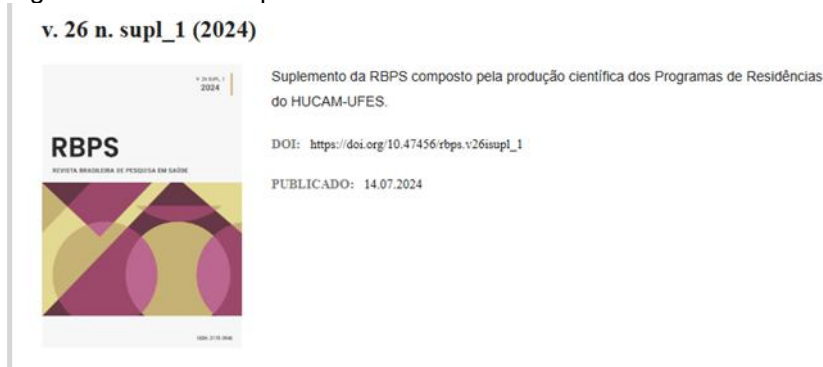 v. 26 n. supl_1 (2024)
V. 26 SUPL. 1
2024
RBPS
REVISTA BRASILEIRA DE PESQUISA EM SAÚDE
Suplemento da RBPS composto pela produção científica dos Programas de Residências
do HUCAM-UFES.
DOI: https://doi.org/10.47456/rbps.v26isupl_1
PUBLICADO: 14.07.2024